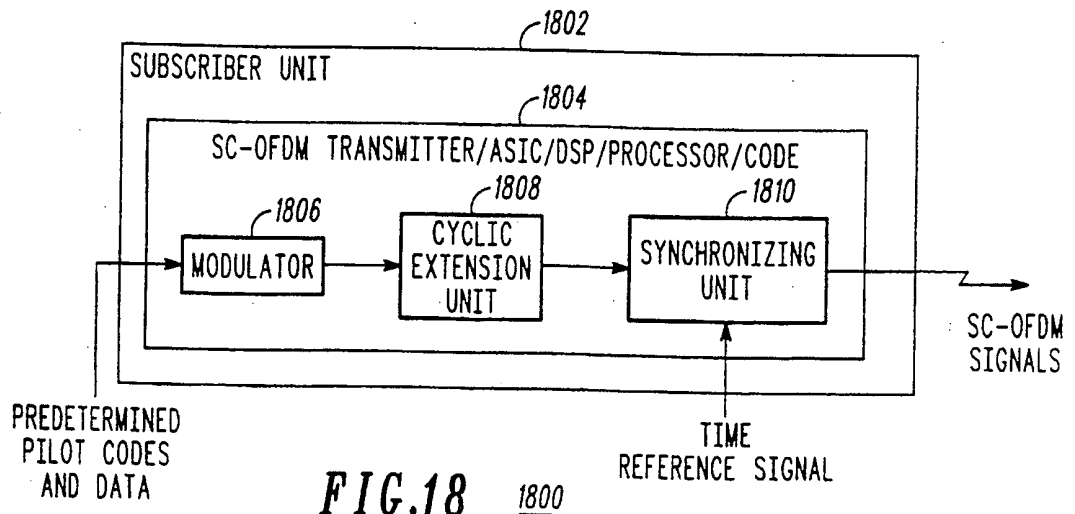 1802
SUBSCRIBER UNIT
1804
SC-OFDM TRANSMITTER/ASIC/DSP/PROCESSOR/CODE
1806
MODULATOR
1808
CYCLIC
EXTENSION
UNIT
1810
SYNCHRONIZING
UNIT
SC-OFDM
SIGNALS
PREDETERMINED
PILOT CODES
AND DATA
TIME
REFERENCE SIGNAL
FIG.18
1800